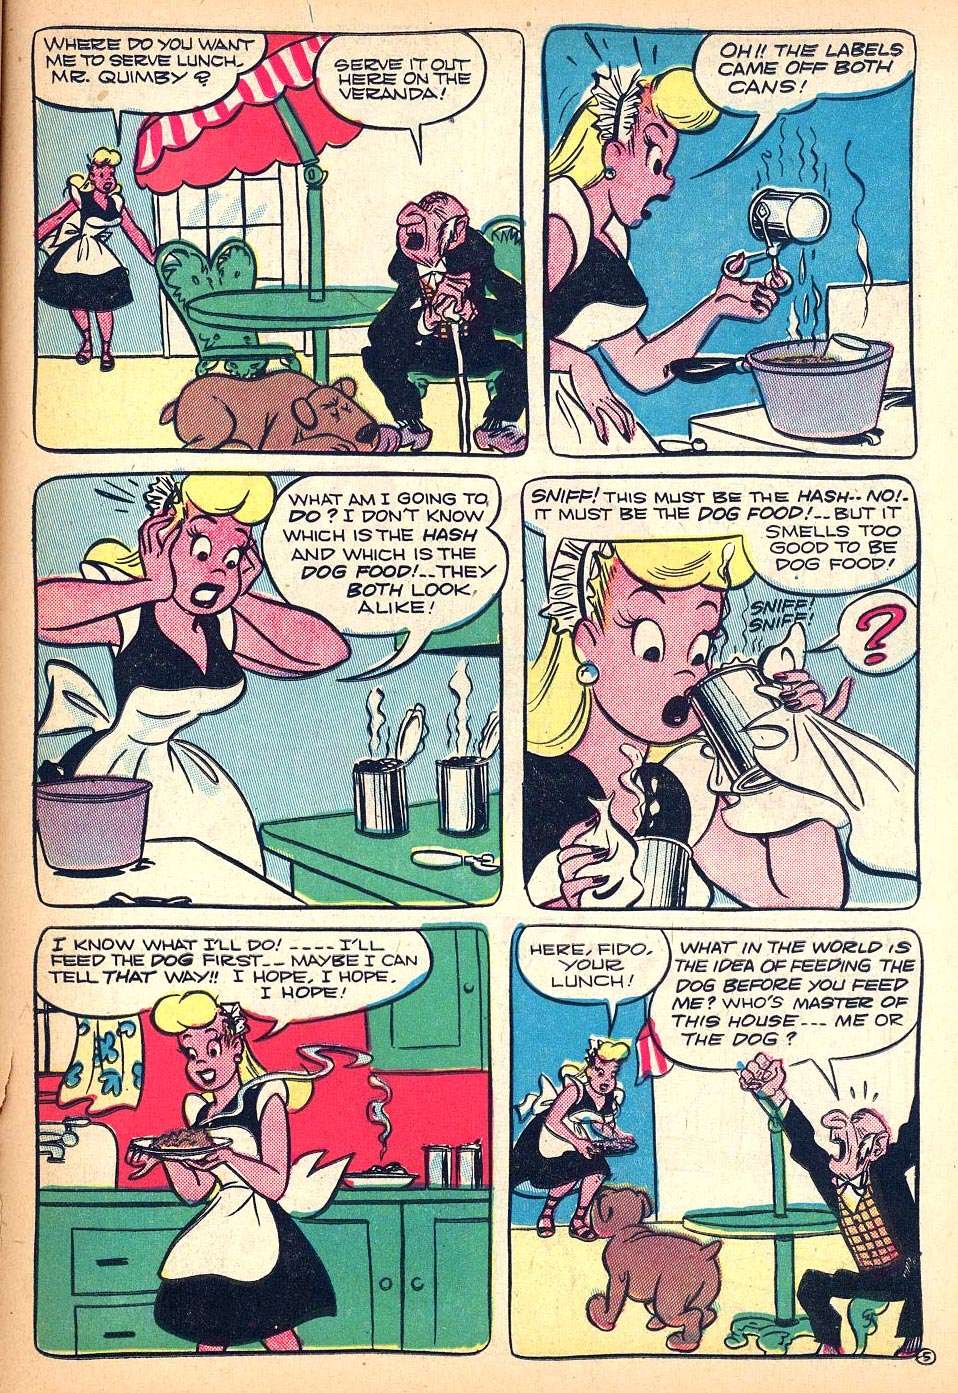 WHERE DO YOU WANT
ME TO SERVE LUNCH,
MR. QUIMBY?
SERVE IT OUT
HERE ON THE
VERANDA!
OH!! THE LABELS
CAME OFF BOTH
CANS!
WHAT AM I GOING TO
DO? I DON'T KNOW
WHICH IS THE HASH
AND WHICH IS THE
DOG FOOD!--THEY
BOTH LOOK
ALIKE!
SNIFF! THIS MUST BE THE HASH--NO!-
IT MUST BE THE DOG FOOD!--BUT IT
SMELLS TOO
GOOD TO BE
DOG FOOD!
SNIFF!
SNIFF!
?
I KNOW WHAT I'LL DO! ---- I'LL
FEED THE DOG FIRST-- MAYBE I CAN
TELL THAT WAY!! I HOPE, I HOPE,
I HOPE!
HERE, FIDO,
YOUR
LUNCH!
WHAT IN THE WORLD IS
THE IDEA OF FEEDING THE
DOG BEFORE YOU FEED
ME? WHO'S MASTER OF
THIS HOUSE--- ME OR
THE DOG?
5